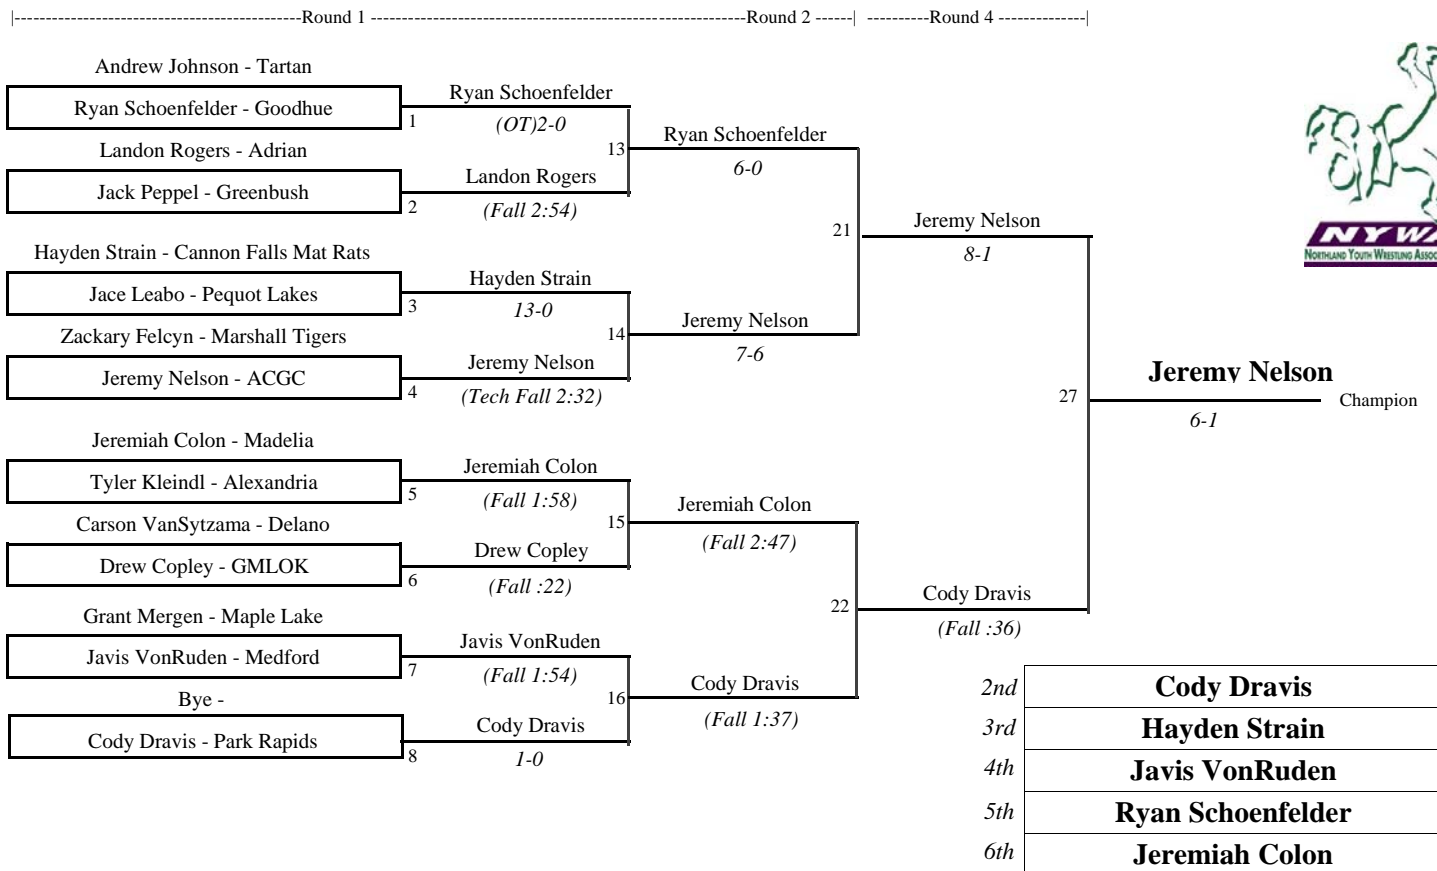 |------------------------------------------Round 1 -------------------------------------------------------Round 2 ------| ----------Round 4 --------------|
Andrew Johnson - Tartan
Ryan Schoenfelder - Goodhue
1
Ryan Schoenfelder
(OT)2-0
Landon Rogers - Adrian
Jack Peppel - Greenbush
2
Landon Rogers
(Fall 2:54)
13
Ryan Schoenfelder
6-0
Hayden Strain - Cannon Falls Mat Rats
Jace Leabo - Pequot Lakes
3
Hayden Strain
13-0
Zackary Felcyn - Marshall Tigers
Jeremy Nelson - ACGC
4
Jeremy Nelson
(Tech Fall 2:32)
14
Jeremy Nelson
7-6
21
Jeremy Nelson
8-1
Jeremiah Colon - Madelia
Tyler Kleindl - Alexandria
5
Jeremiah Colon
(Fall 1:58)
Carson VanSytzama - Delano
Drew Copley - GMLOK
6
Drew Copley
(Fall :22)
15
Jeremiah Colon
(Fall 2:47)
Grant Mergen - Maple Lake
Javis VonRuden - Medford
7
Javis VonRuden
(Fall 1:54)
Bye -
Cody Dravis - Park Rapids
8
Cody Dravis
1-0
16
Cody Dravis
(Fall 1:37)
22
Cody Dravis
(Fall :36)
27
Jeremy Nelson
Champion
6-1
NYWA
NORTHLAND YOUTH WRESTLING
2nd Cody Dravis
3rd Hayden Strain
4th Javis VonRuden
5th Ryan Schoenfelder
6th Jeremiah Colon